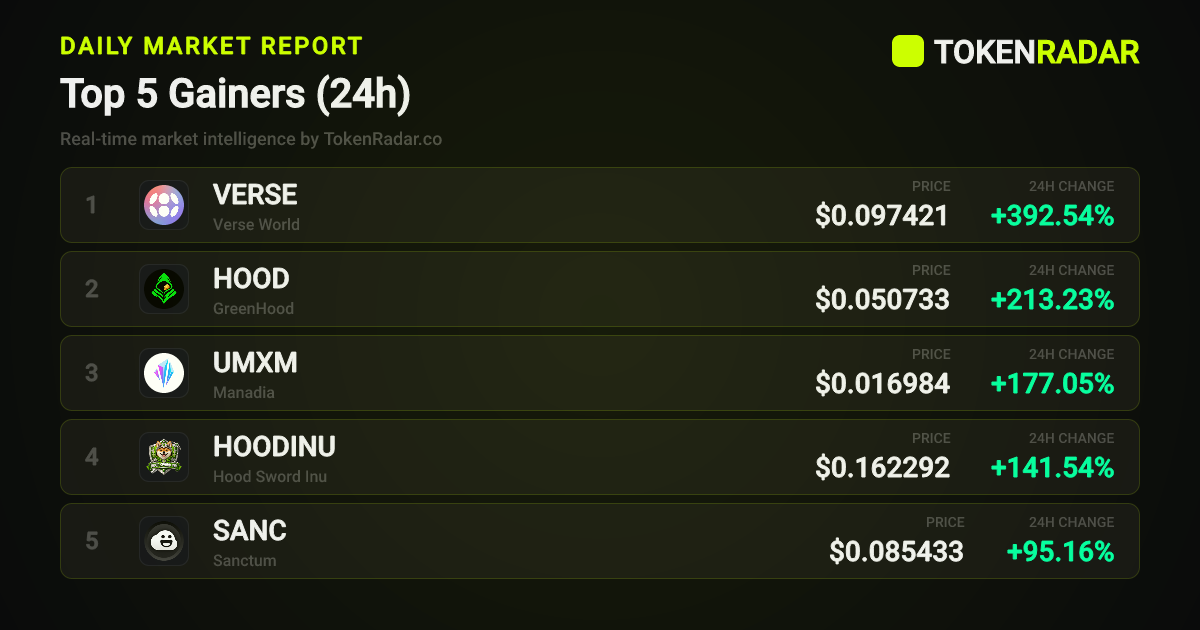 DAILY MARKET REPORT
TOKENRADAR
Top 5 Gainers (24h)
Real-time market intelligence by TokenRadar.co
1
VERSE
Verse World
PRICE
$0.097421
24H CHANGE
+392.54%
2
HOOD
GreenHood
PRICE
$0.050733
24H CHANGE
+213.23%
3
UMXM
Manadia
PRICE
$0.016984
24H CHANGE
+177.05%
4
HOODINU
Hood Sword Inu
PRICE
$0.162292
24H CHANGE
+141.54%
5
SANC
Sanctum
PRICE
$0.085433
24H CHANGE
+95.16%